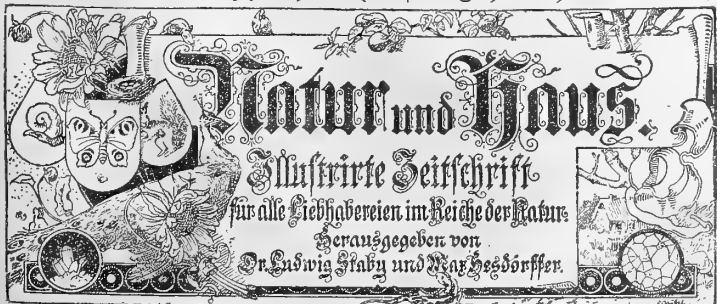 Natur und Haus.
Illustrirte Zeitschrift
für alle Liebhabereien im Reiche der Natur.
Herausgegeben von
Dr. Ludwig Staby und Max Hesdörffer.